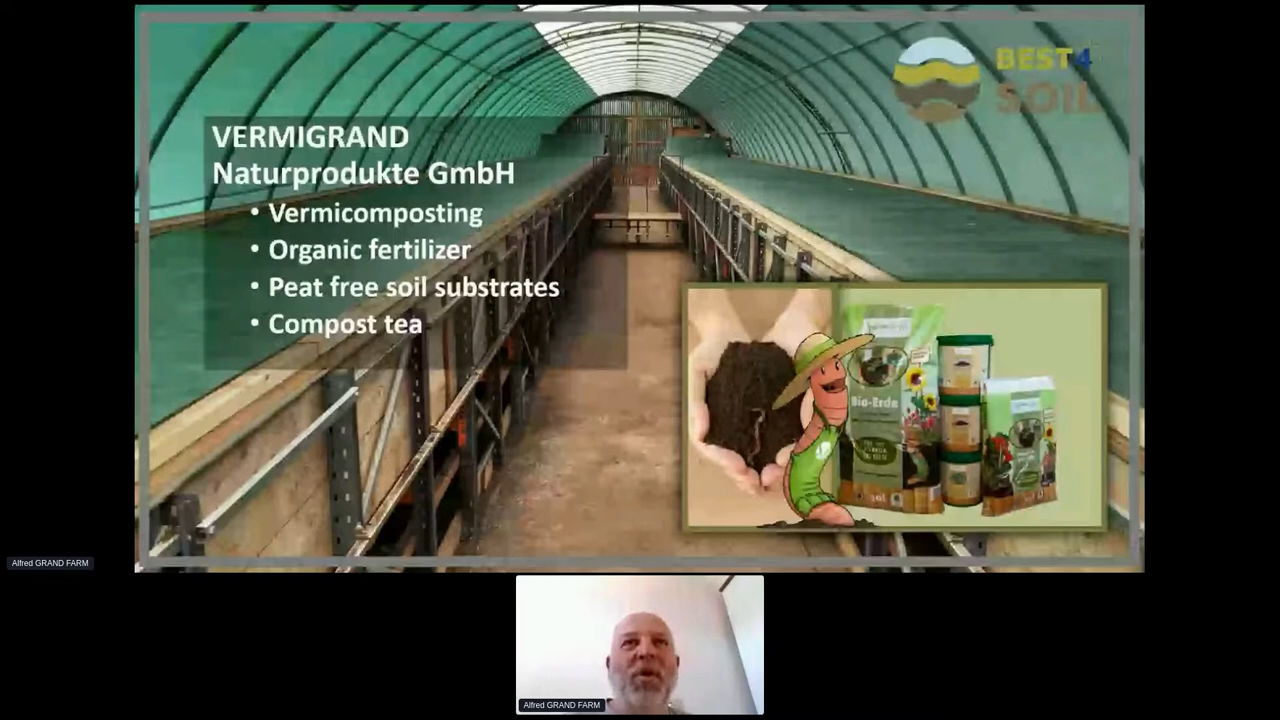 BEST4
SOIL
VERMIGRAND
Naturprodukte GmbH
• Vermicomposting
• Organic fertilizer
• Peat free soil substrates
• Compost tea
Bio-Erde
Alfred GRAND FARM
Alfred GRAND FARM